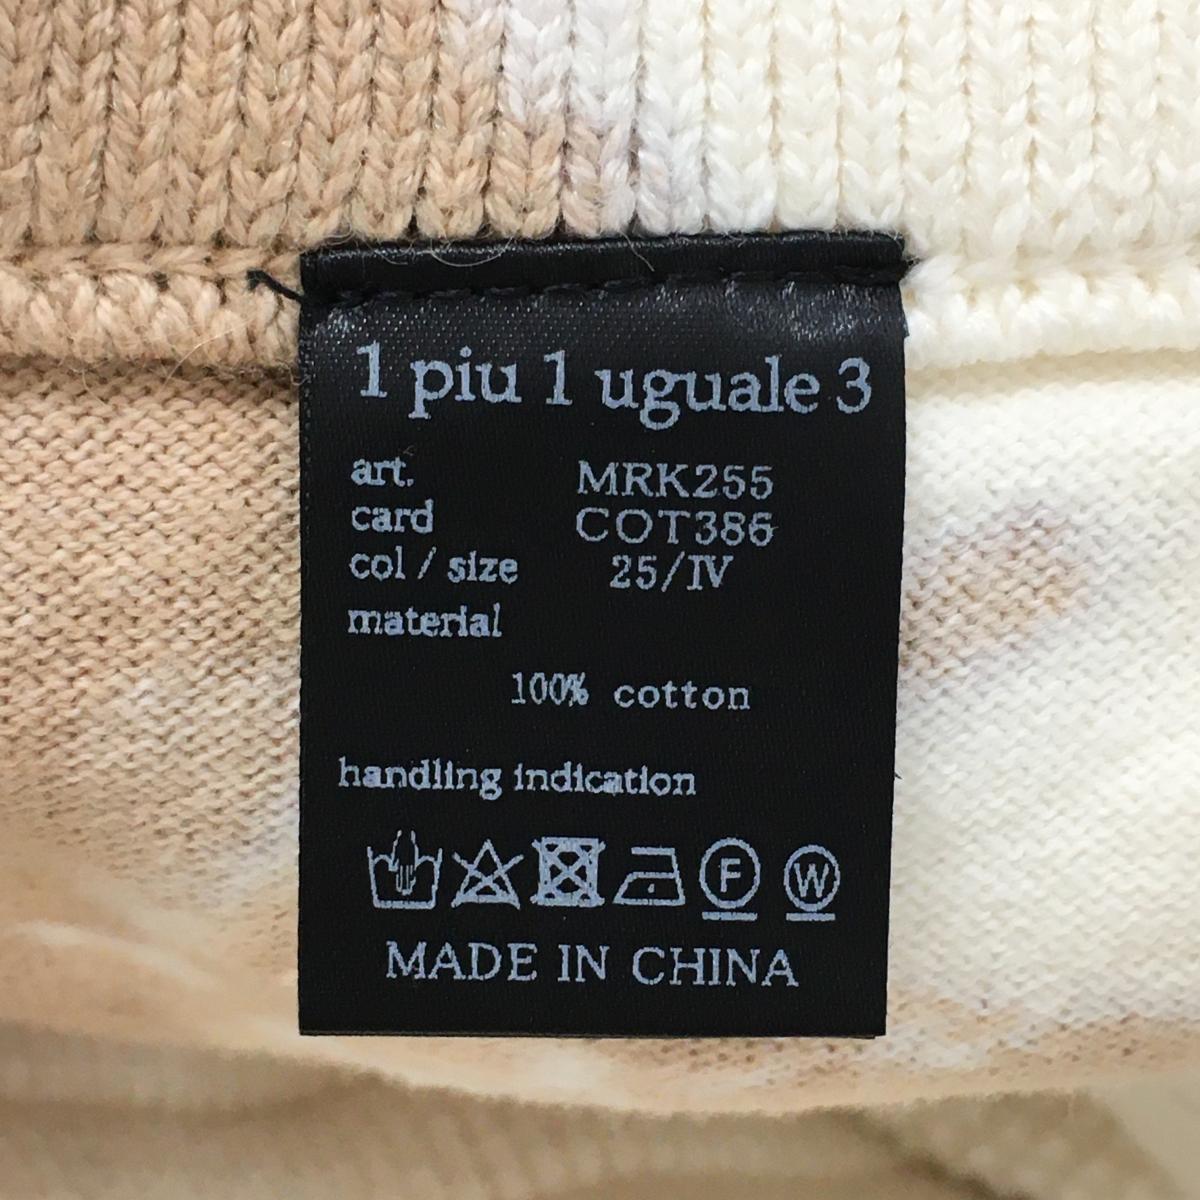 1 piu 1 uguale 3
art. MRK255
card COT386
col / size 25/IV
material
100% cotton
handling indication
F W
MADE IN CHINA